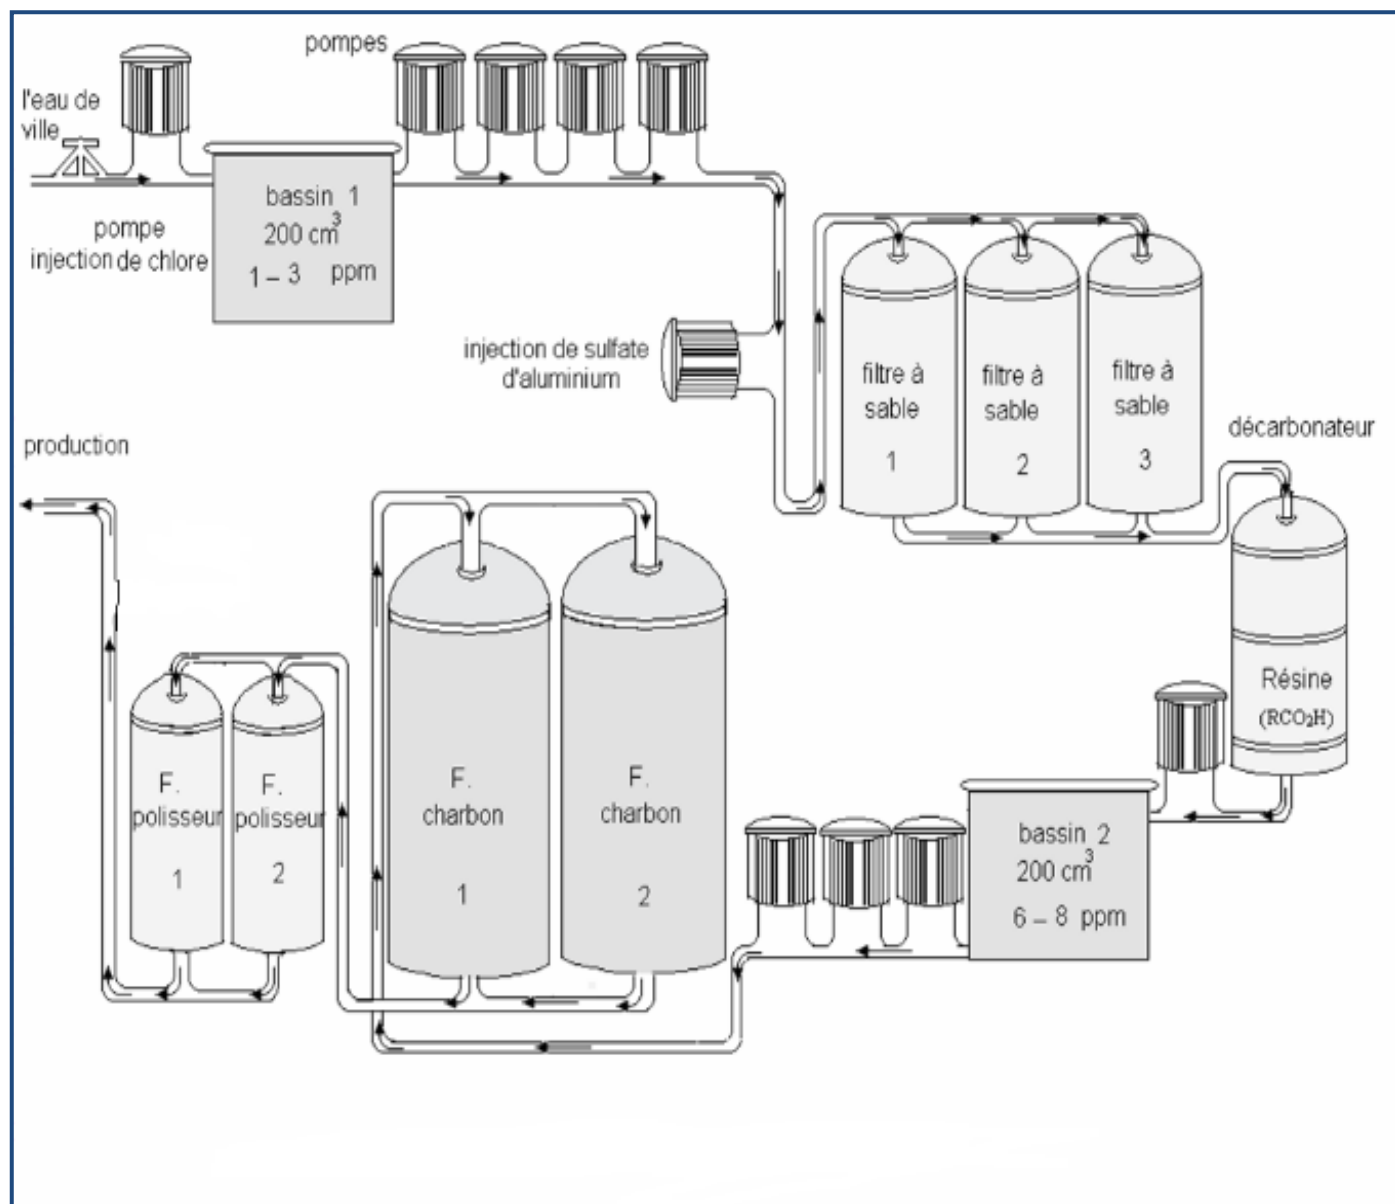 pompes
l'eau de
ville
pompe
injection de chlore
bassin 1
200 cm³
1 – 3 ppm
injection de sulfate
d'aluminium
filtre à
sable
1
filtre à
sable
2
filtre à
sable
3
décarbonateur
production
Résine
(RCO₂H)
bassin 2
200 cm³
6 – 8 ppm
F.
charbon
1
F.
charbon
2
F.
polisseur
1
F.
polisseur
2